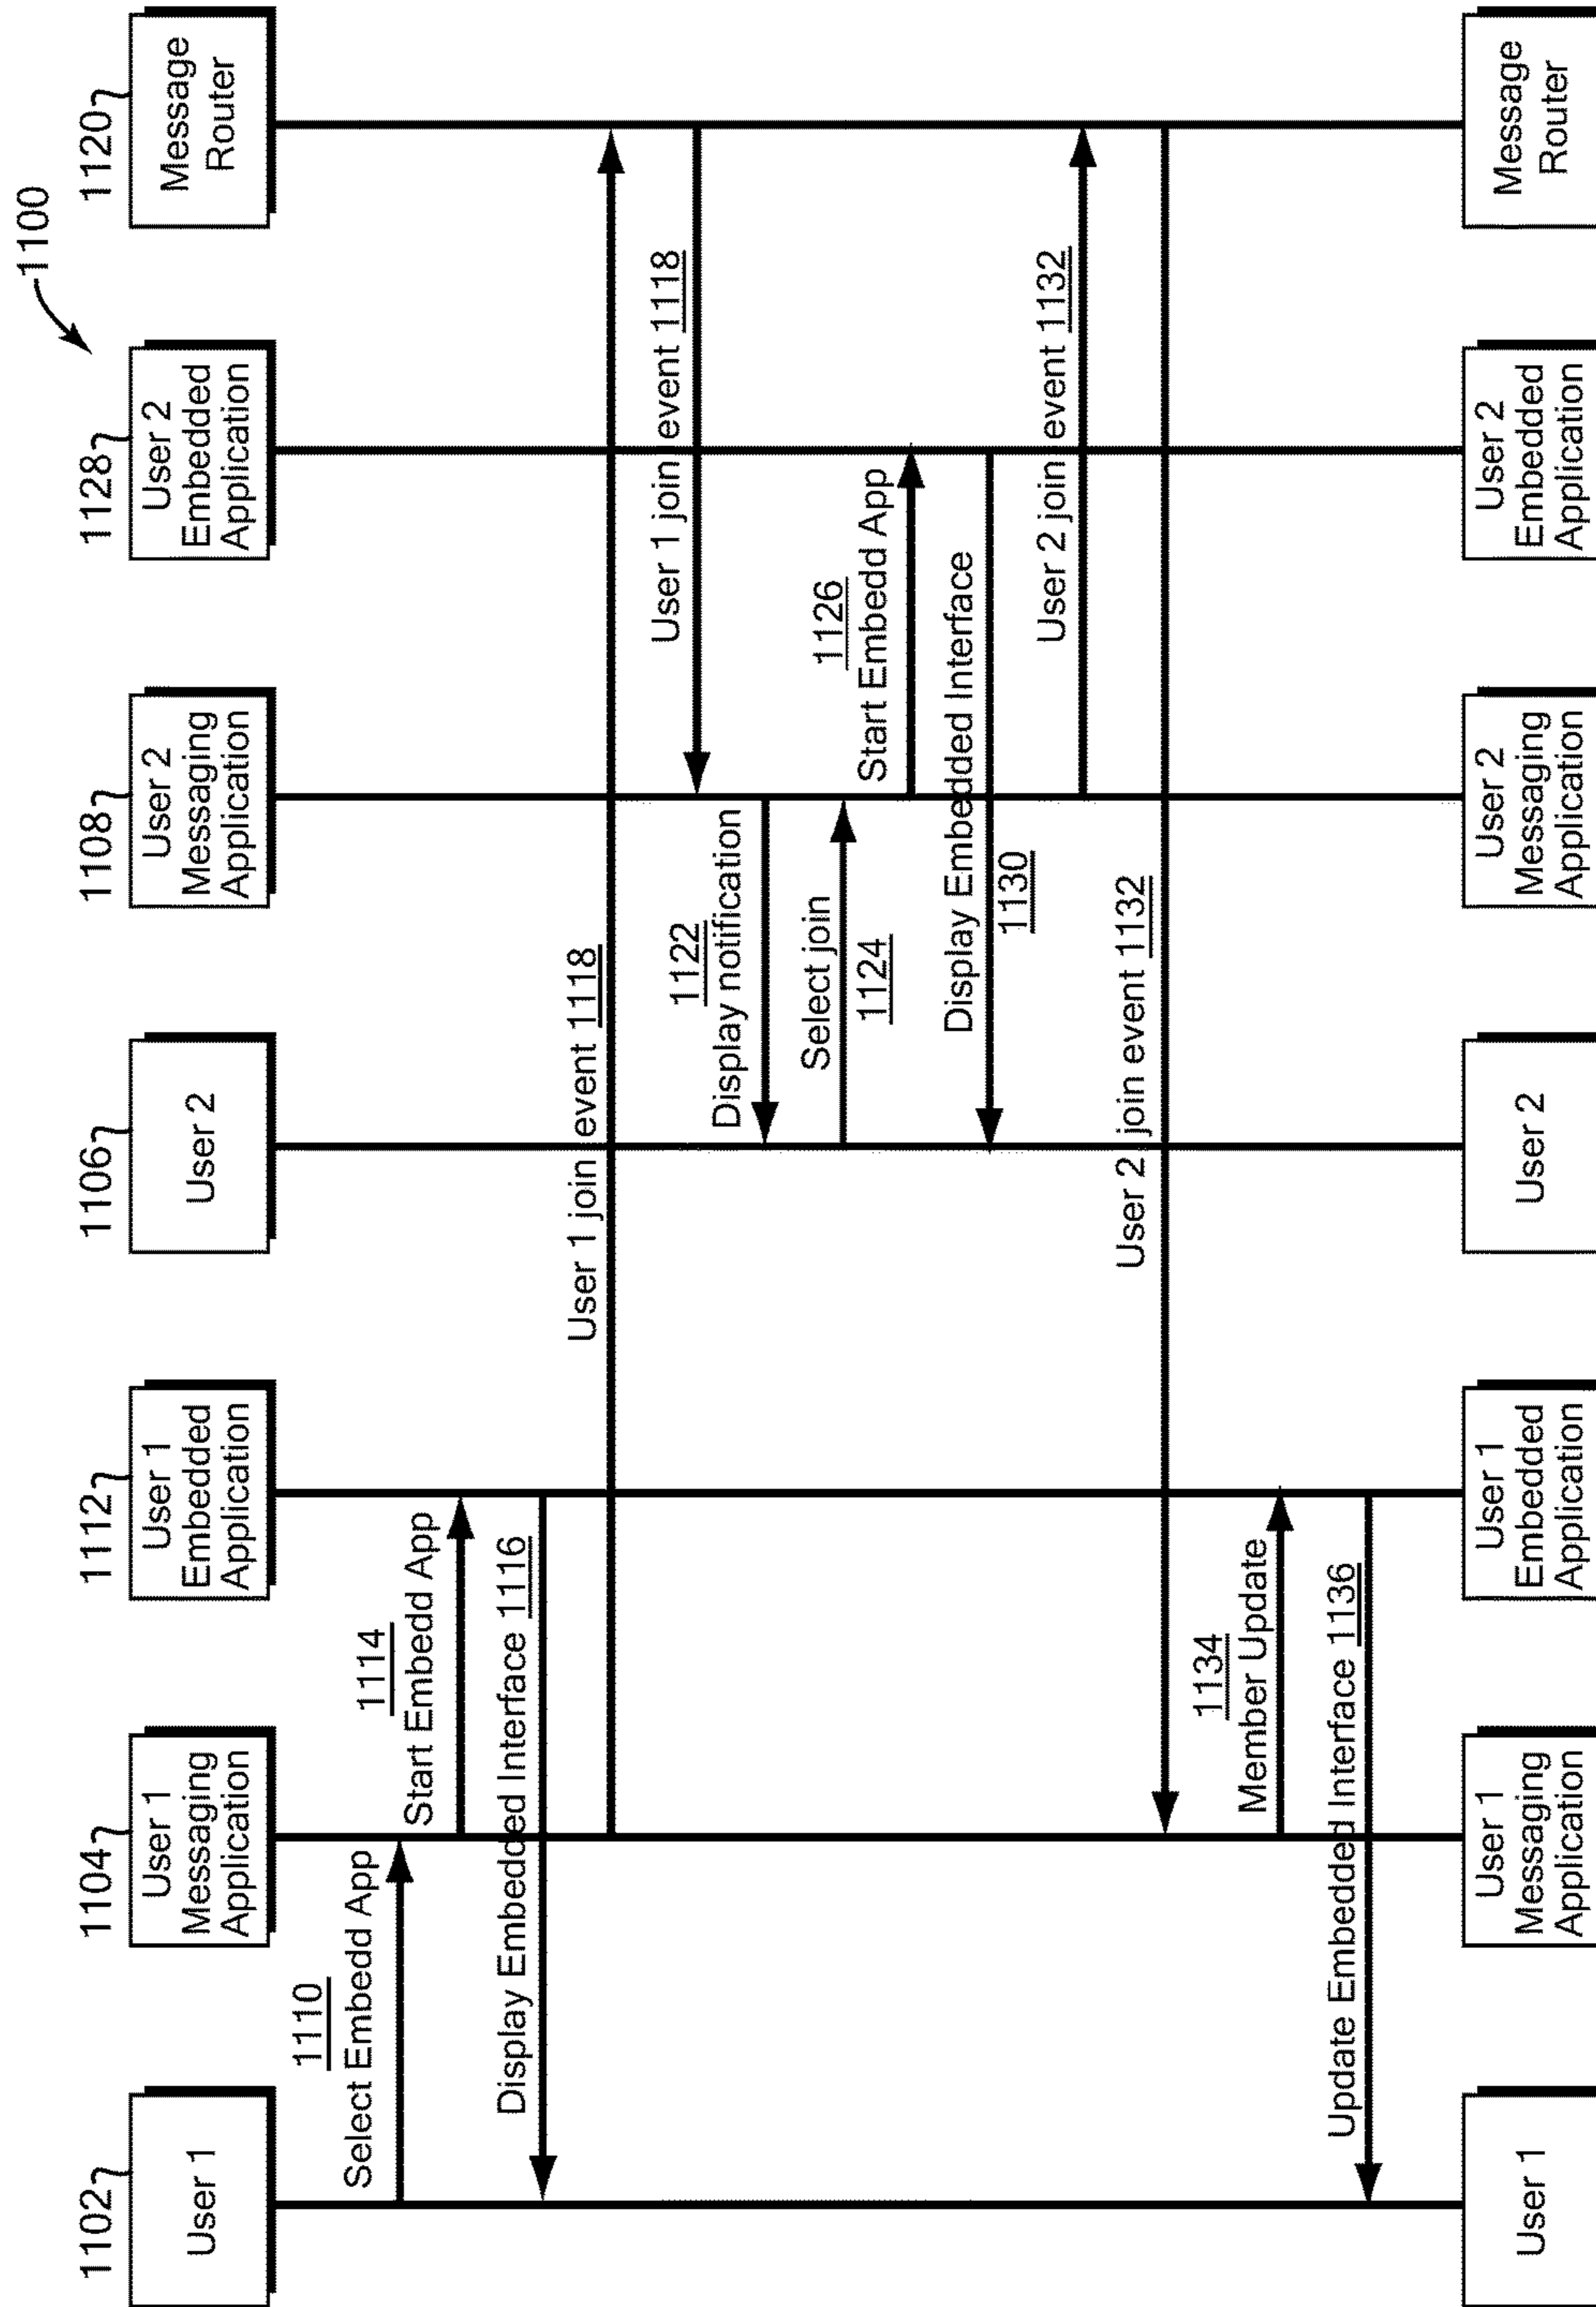 1100
1102
1104
1112
1106
1108
1128
1120
User 1
User 1
Messaging
Application
User 1
Embedded
Application
User 2
User 2
Messaging
Application
User 2
Embedded
Application
Message
Router
1110
Select Embedd App
1114
Start Embedd App
Display Embedded Interface 1116
User 1 join event 1118
User 1 join event 1118
1122
Display notification
Select join
1124
1126
Start Embedd App
Display Embedded Interface
1130
User 2 join event 1132
User 2 join event 1132
1134
Member Update
Update Embedded Interface 1136
User 1
User 1
Messaging
Application
User 1
Embedded
Application
User 2
User 2
Messaging
Application
User 2
Embedded
Application
Message
Router